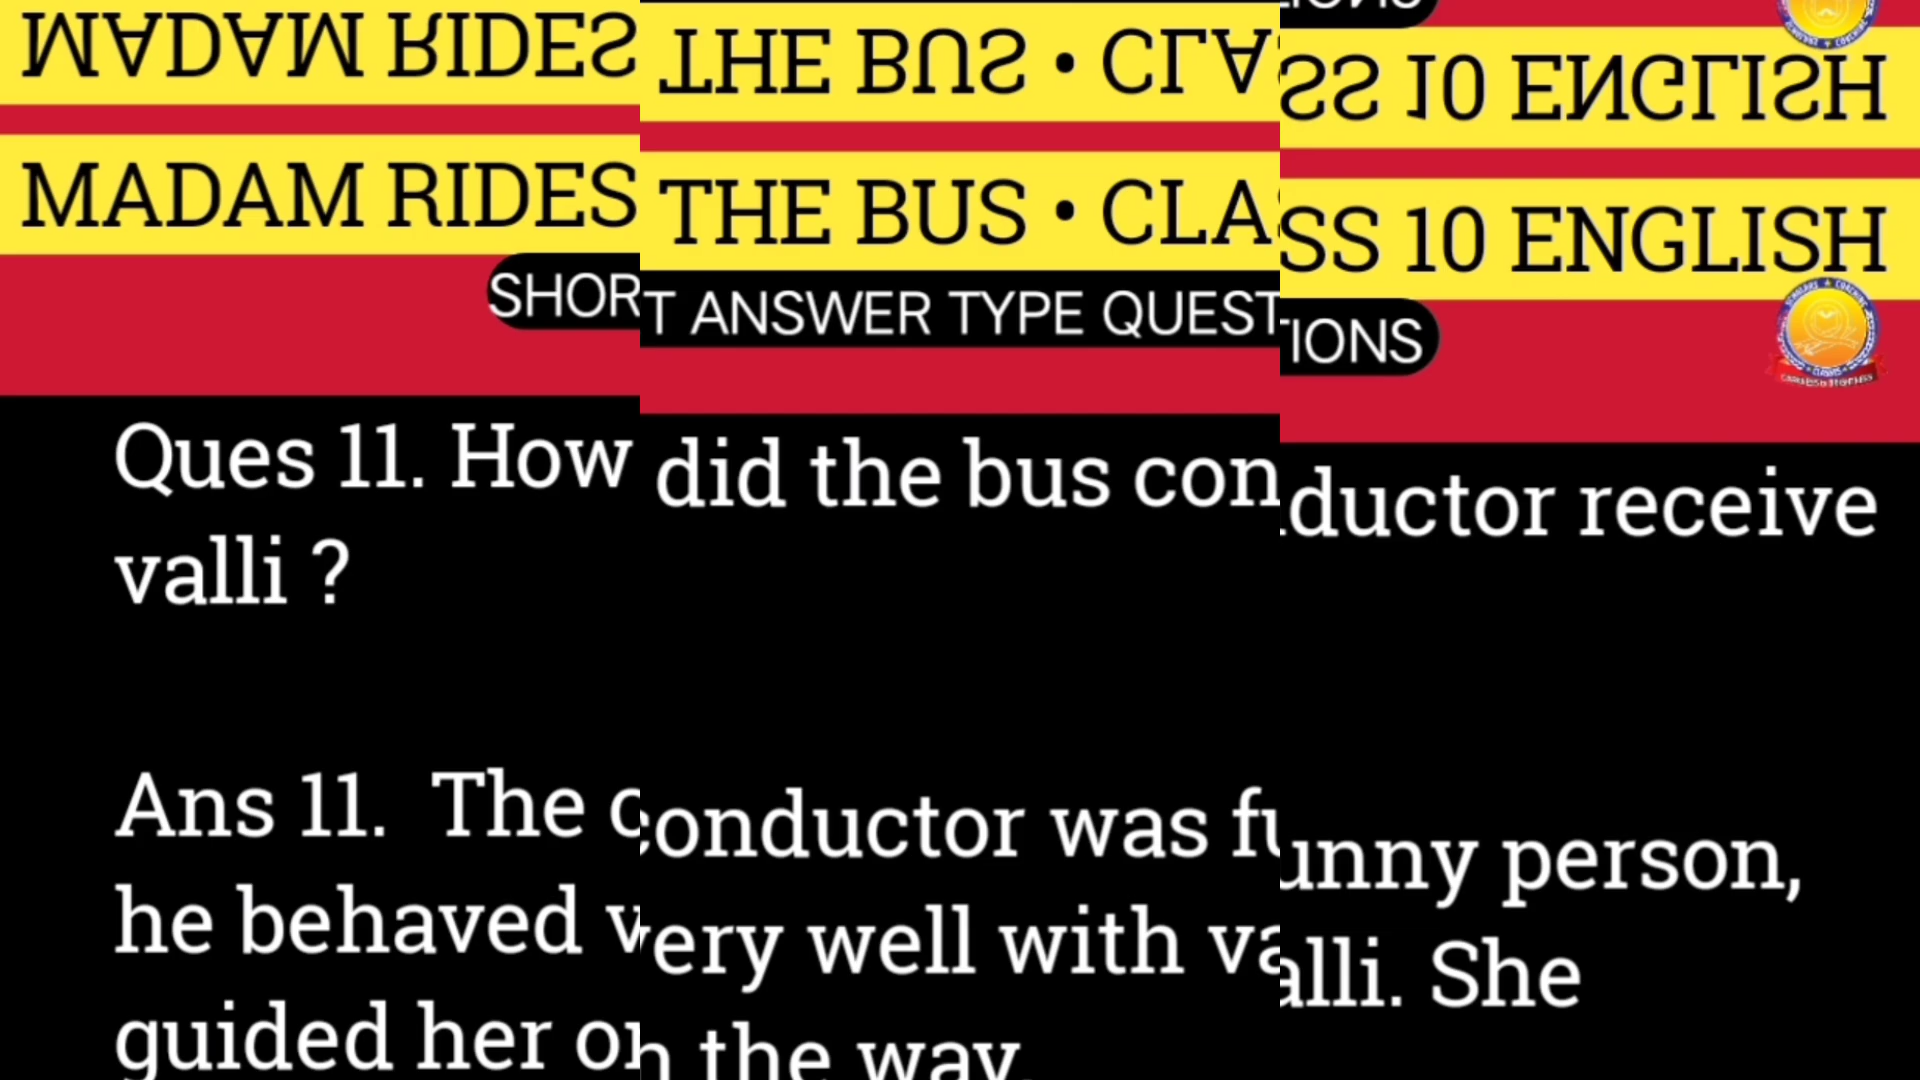 MADAM RIDES THE BUS • CLASS 10 ENGLISH
MADAM RIDES THE BUS • CLASS 10 ENGLISH
SHORT ANSWER TYPE QUESTIONS
Ques 11. How did the bus conductor receive
valli ?
Ans 11. The conductor was funny person,
he behaved very well with valli. She
guided her on the way.